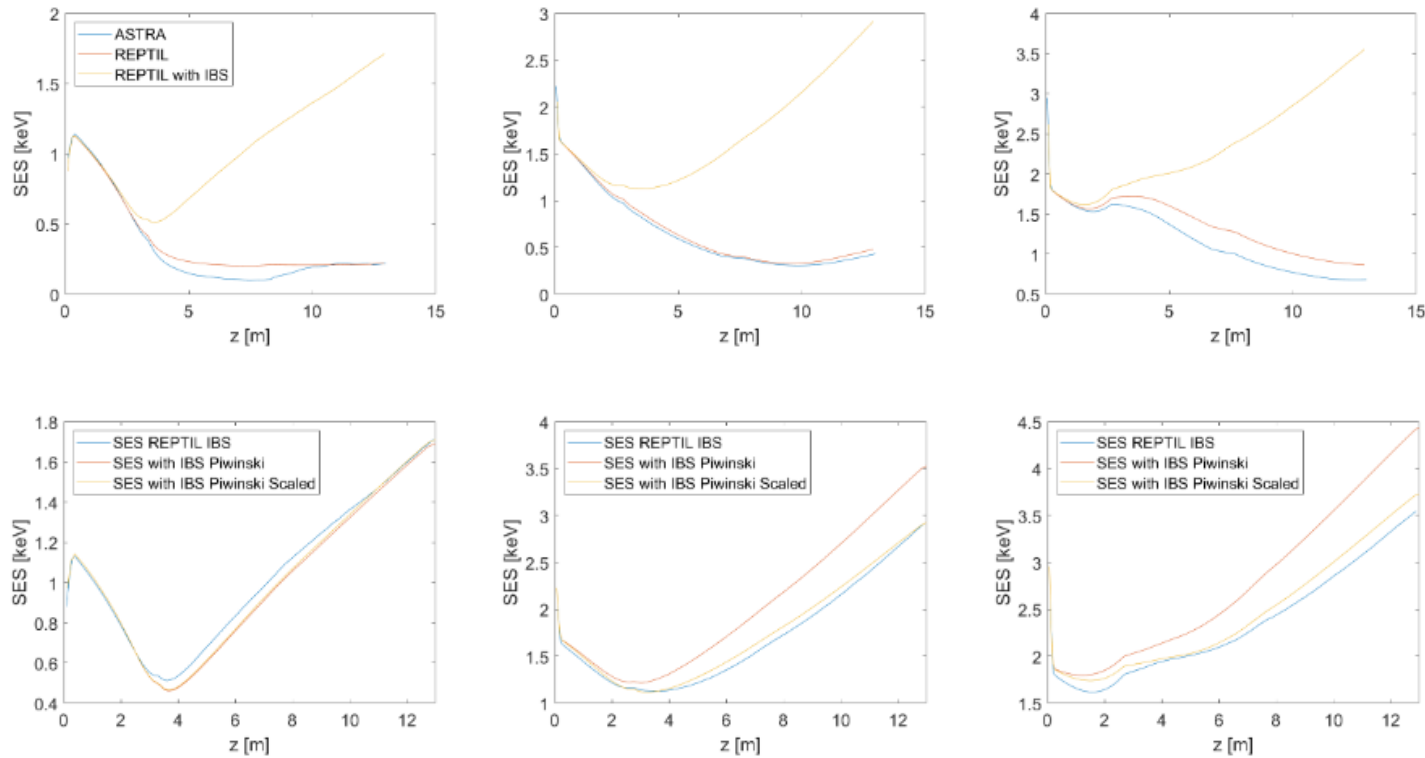 2
1.5
1
0.5
0
SES [keV]
ASTRA
REPTIL
REPTIL with IBS
0 5 10 15
z [m]
3
2.5
2
1.5
1
0.5
0
SES [keV]
0 5 10 15
z [m]
4
3.5
3
2.5
2
1.5
1
0.5
SES [keV]
0 5 10 15
z [m]
1.8
1.6
1.4
1.2
1
0.8
0.6
0.4
SES [keV]
SES REPTIL IBS
SES with IBS Piwinski
SES with IBS Piwinski Scaled
0 2 4 6 8 10 12
z [m]
4
3.5
3
2.5
2
1.5
1
SES [keV]
SES REPTIL IBS
SES with IBS Piwinski
SES with IBS Piwinski Scaled
0 2 4 6 8 10 12
z [m]
4.5
4
3.5
3
2.5
2
1.5
SES [keV]
SES REPTIL IBS
SES with IBS Piwinski
SES with IBS Piwinski Scaled
0 2 4 6 8 10 12
z [m]